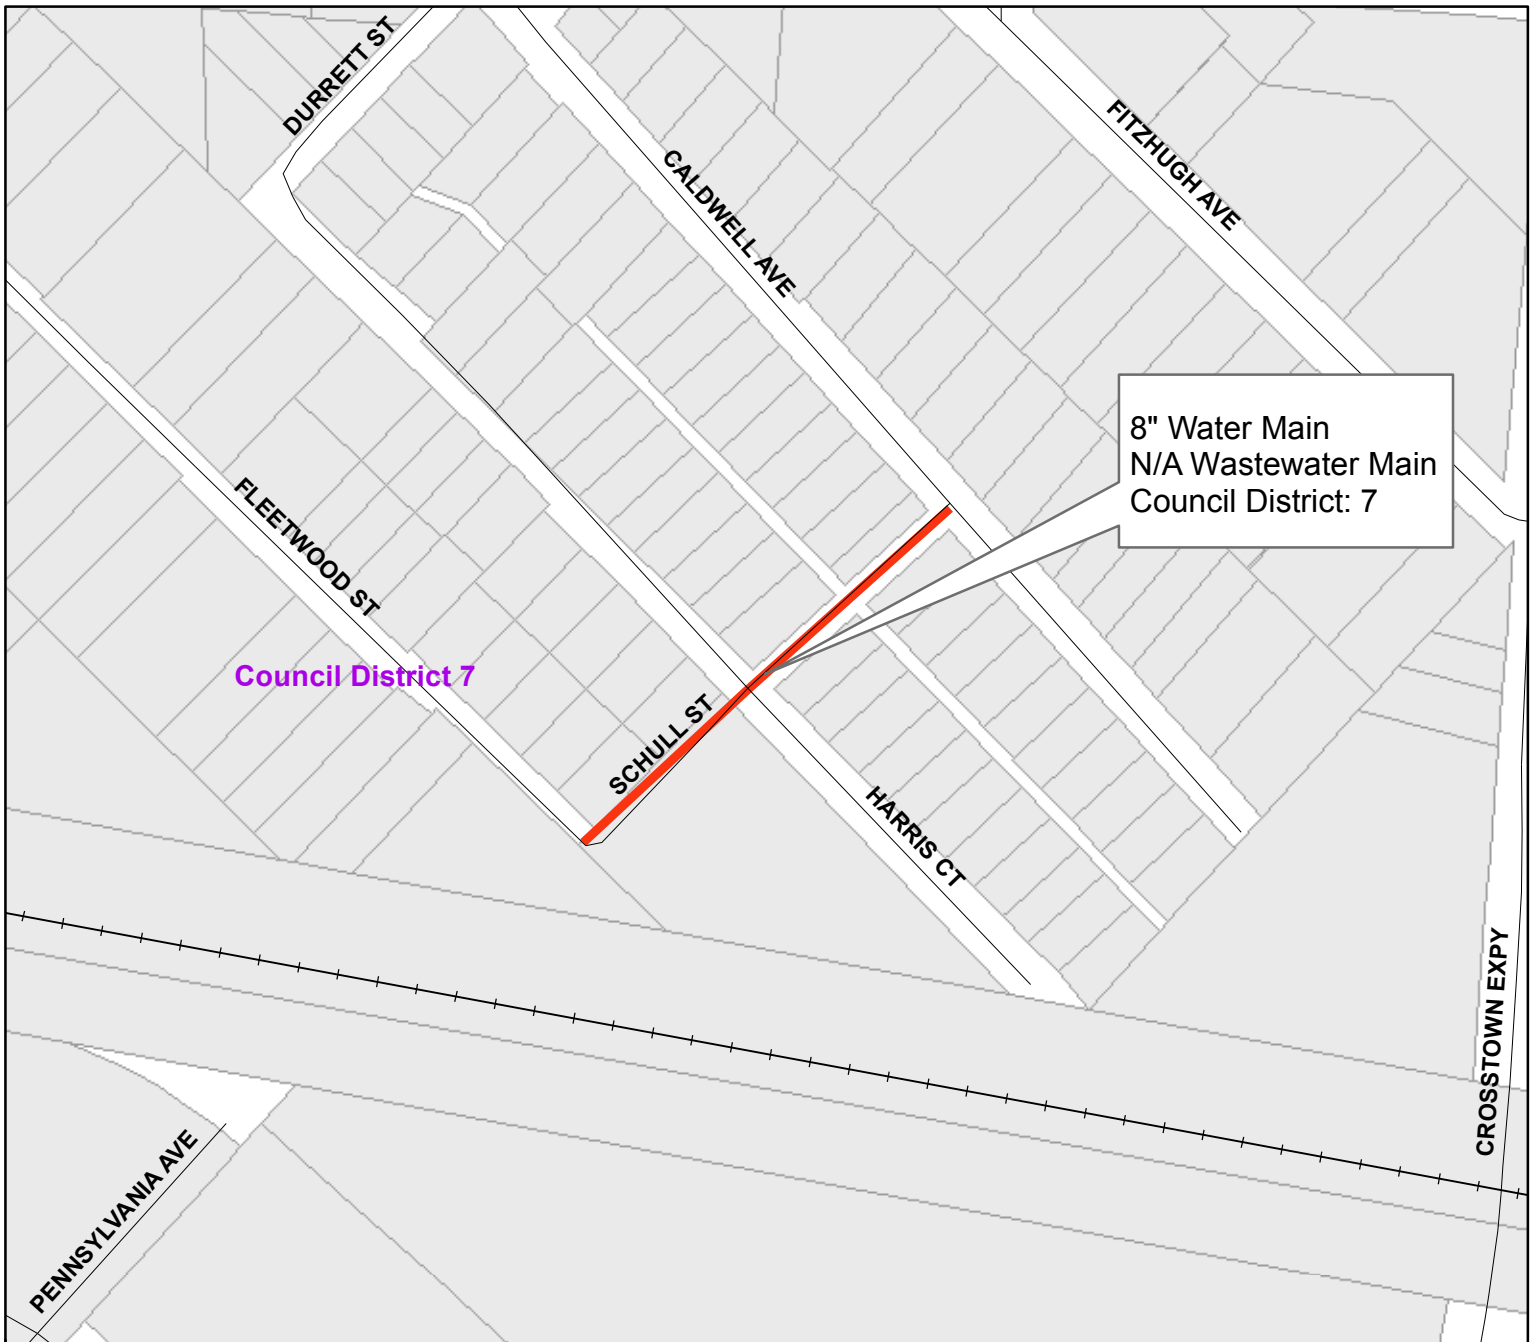 DURRETT ST
FITZHUGH AVE
CALDWELL AVE
8" Water Main
N/A Wastewater Main
Council District: 7
FLEETWOOD ST
Council District 7
SCHULL ST
HARRIS CT
CROSSTOWN EXPY
PENNSYLVANIA AVE